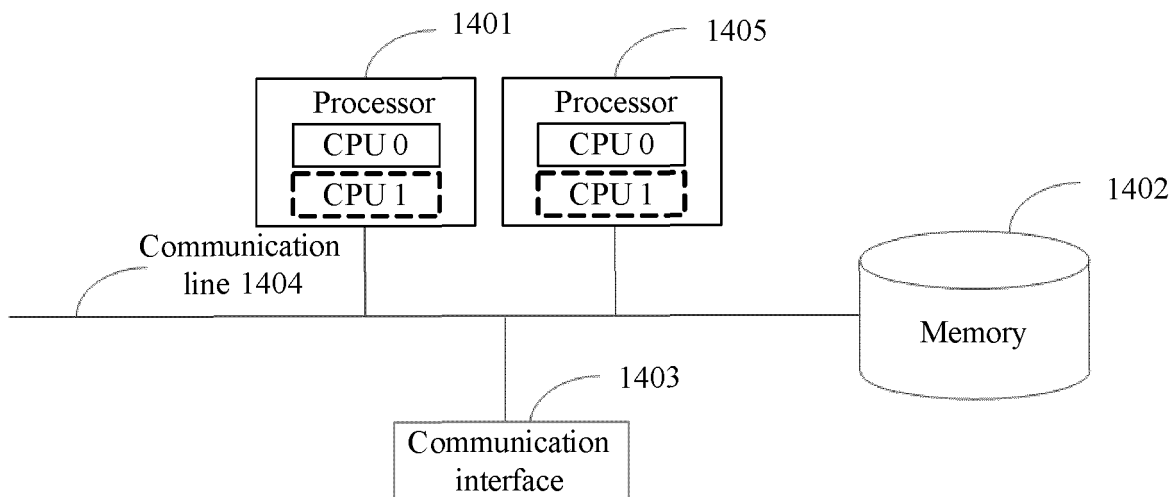 1401
1405
Processor
CPU 0
CPU 1
Processor
CPU 0
CPU 1
1402
Communication
line 1404
Memory
1403
Communication
interface